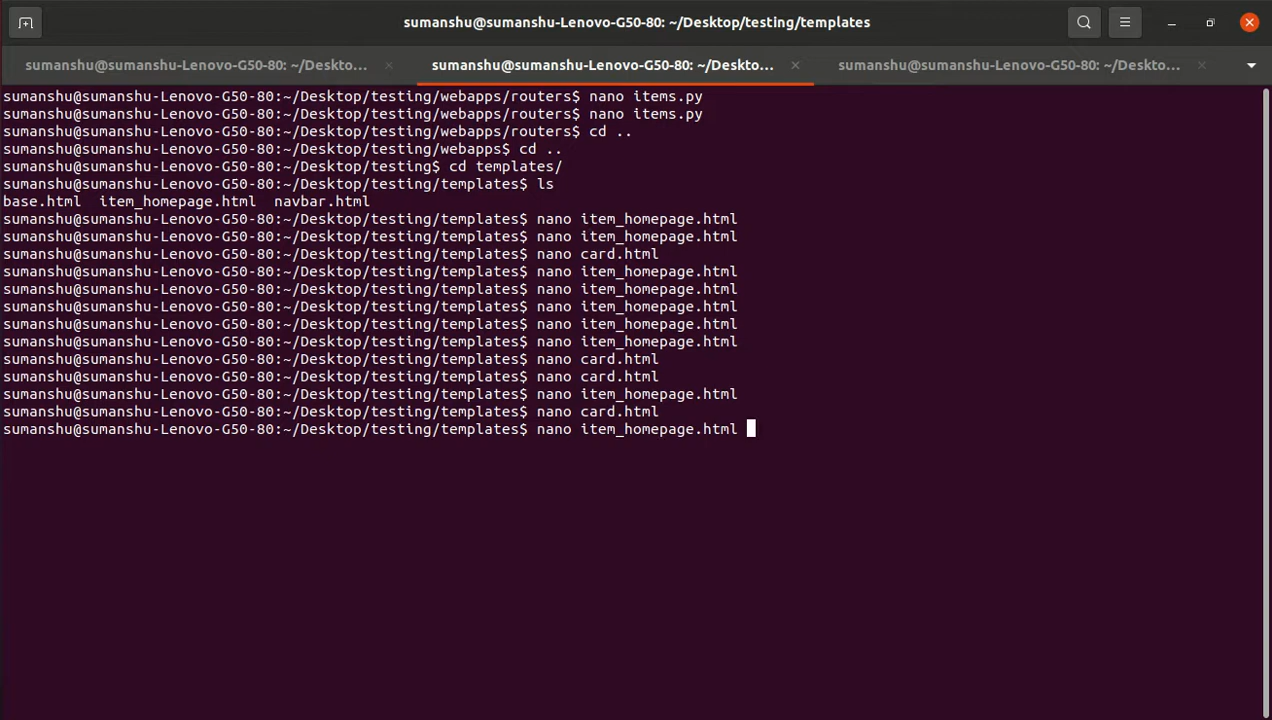 sumanshu@sumanshu-Lenovo-G50-80: ~/Desktop/testing/templates
sumanshu@sumanshu-Lenovo-G50-80: ~/Deskto... sumanshu@sumanshu-Lenovo-G50-80: ~/Deskto... sumanshu@sumanshu-Lenovo-G50-80: ~/Deskto...
sumanshu@sumanshu-Lenovo-G50-80:~/Desktop/testing/webapps/routers$ nano items.py
sumanshu@sumanshu-Lenovo-G50-80:~/Desktop/testing/webapps/routers$ nano items.py
sumanshu@sumanshu-Lenovo-G50-80:~/Desktop/testing/webapps/routers$ cd ..
sumanshu@sumanshu-Lenovo-G50-80:~/Desktop/testing/webapps$ cd ..
sumanshu@sumanshu-Lenovo-G50-80:~/Desktop/testing$ cd templates/
sumanshu@sumanshu-Lenovo-G50-80:~/Desktop/testing/templates$ ls
base.html  item_homepage.html  navbar.html
sumanshu@sumanshu-Lenovo-G50-80:~/Desktop/testing/templates$ nano item_homepage.html
sumanshu@sumanshu-Lenovo-G50-80:~/Desktop/testing/templates$ nano item_homepage.html
sumanshu@sumanshu-Lenovo-G50-80:~/Desktop/testing/templates$ nano card.html
sumanshu@sumanshu-Lenovo-G50-80:~/Desktop/testing/templates$ nano item_homepage.html
sumanshu@sumanshu-Lenovo-G50-80:~/Desktop/testing/templates$ nano item_homepage.html
sumanshu@sumanshu-Lenovo-G50-80:~/Desktop/testing/templates$ nano item_homepage.html
sumanshu@sumanshu-Lenovo-G50-80:~/Desktop/testing/templates$ nano item_homepage.html
sumanshu@sumanshu-Lenovo-G50-80:~/Desktop/testing/templates$ nano item_homepage.html
sumanshu@sumanshu-Lenovo-G50-80:~/Desktop/testing/templates$ nano card.html
sumanshu@sumanshu-Lenovo-G50-80:~/Desktop/testing/templates$ nano card.html
sumanshu@sumanshu-Lenovo-G50-80:~/Desktop/testing/templates$ nano item_homepage.html
sumanshu@sumanshu-Lenovo-G50-80:~/Desktop/testing/templates$ nano card.html
sumanshu@sumanshu-Lenovo-G50-80:~/Desktop/testing/templates$ nano item_homepage.html